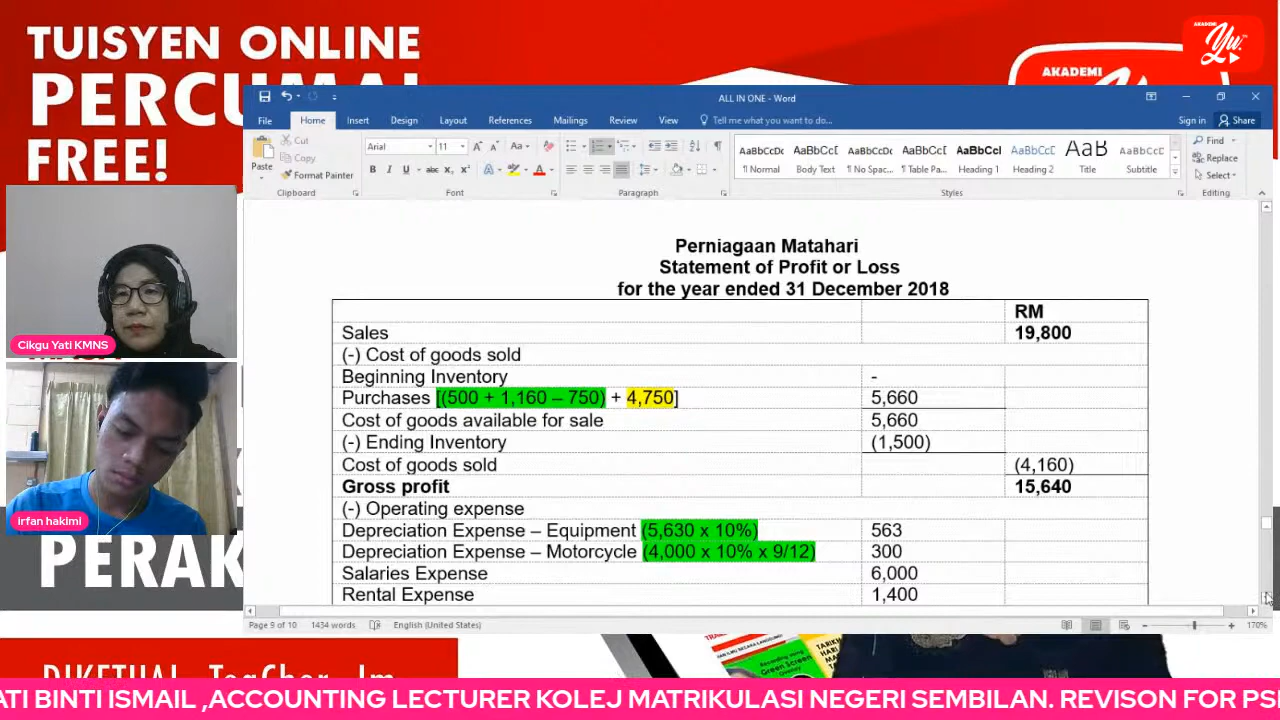 TUISYEN ONLINE
FREE!
AKADEMI
AKADEMI
Yu
ALL IN ONE - Word
File Home Insert Design Layout References Mailings Review View Tell me what you want to do... Sign in Share
Paste
Cut
Copy
Format Painter
Arial 11
AaBbCcDc AaBbCc AaBbCcDc AaBbCcDc AaBbCcI AaBbCcD AaB AaBbCcD
¶ Normal Body Text ¶ No Spac... ¶ Table Pa... Heading 1 Heading 2 Title Subtitle
Find
Replace
Select
Clipboard Font Paragraph Styles Editing
Perniagaan Matahari
Statement of Profit or Loss
for the year ended 31 December 2018
RM
Sales 19,800
(-) Cost of goods sold
Beginning Inventory -
Purchases [(500 + 1,160 – 750) + 4,750] 5,660
Cost of goods available for sale 5,660
(-) Ending Inventory (1,500)
Cost of goods sold (4,160)
Gross profit 15,640
(-) Operating expense
Depreciation Expense – Equipment (5,630 x 10%) 563
Depreciation Expense – Motorcycle (4,000 x 10% x 9/12) 300
Salaries Expense 6,000
Rental Expense 1,400
Page 9 of 10 1434 words English (United States) 170%
Cikgu Yati KMNS
irfan hakimi
PERAK
ATI BINTI ISMAIL ,ACCOUNTING LECTURER KOLEJ MATRIKULASI NEGERI SEMBILAN. REVISON FOR PS